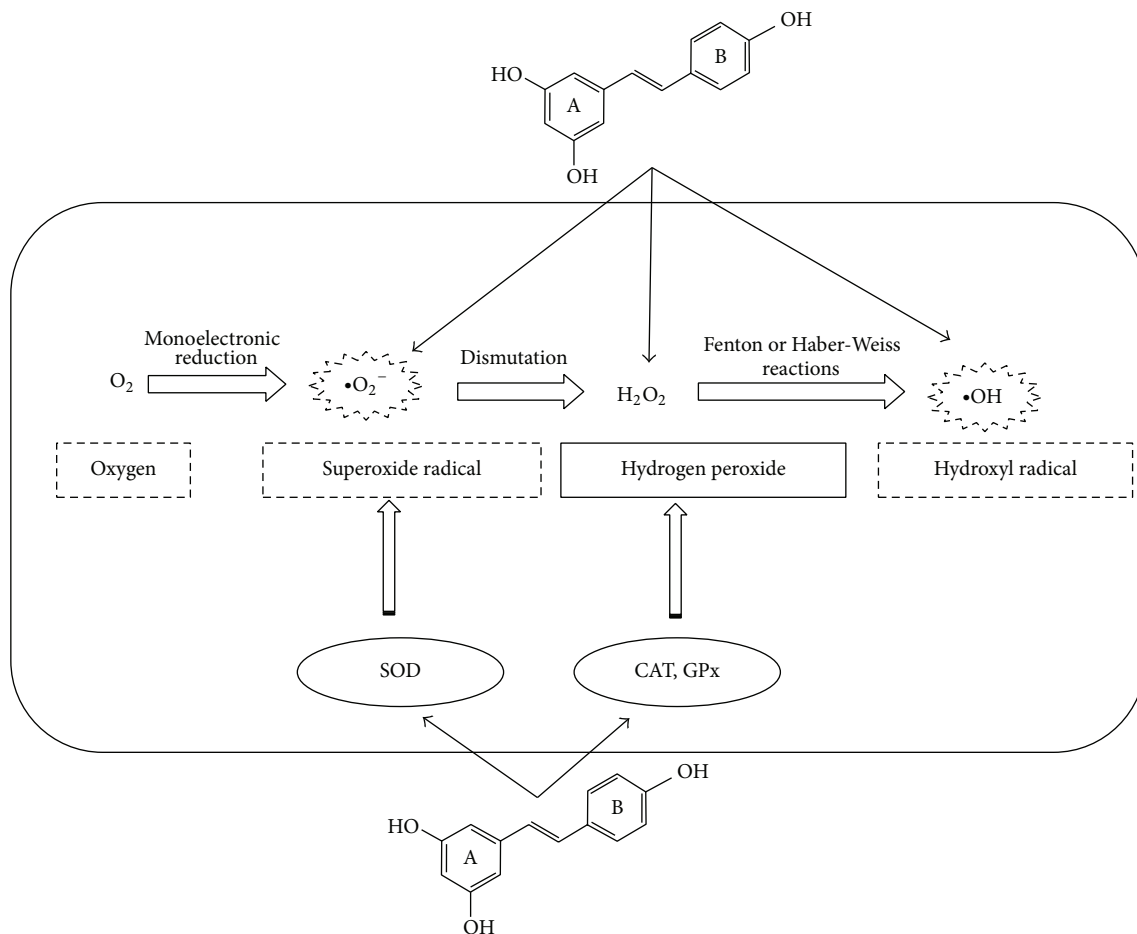 OH
B
HO
A
OH
Monoelectronic
reduction
Dismutation
Fenton or Haber-Weiss
reactions
O₂
•O₂⁻
H₂O₂
•OH
Oxygen
Superoxide radical
Hydrogen peroxide
Hydroxyl radical
SOD
CAT, GPx
OH
B
HO
A
OH